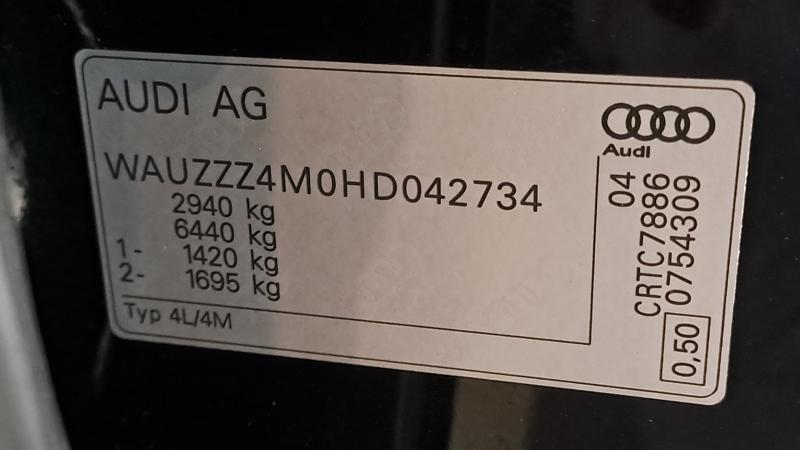 AUDI AG
Audi
WAUZZZ4M0HD042734
2940 kg
6440 kg
1- 1420 kg
2- 1695 kg
Typ 4L/4M
04
CRTC7886
0754309
0,50